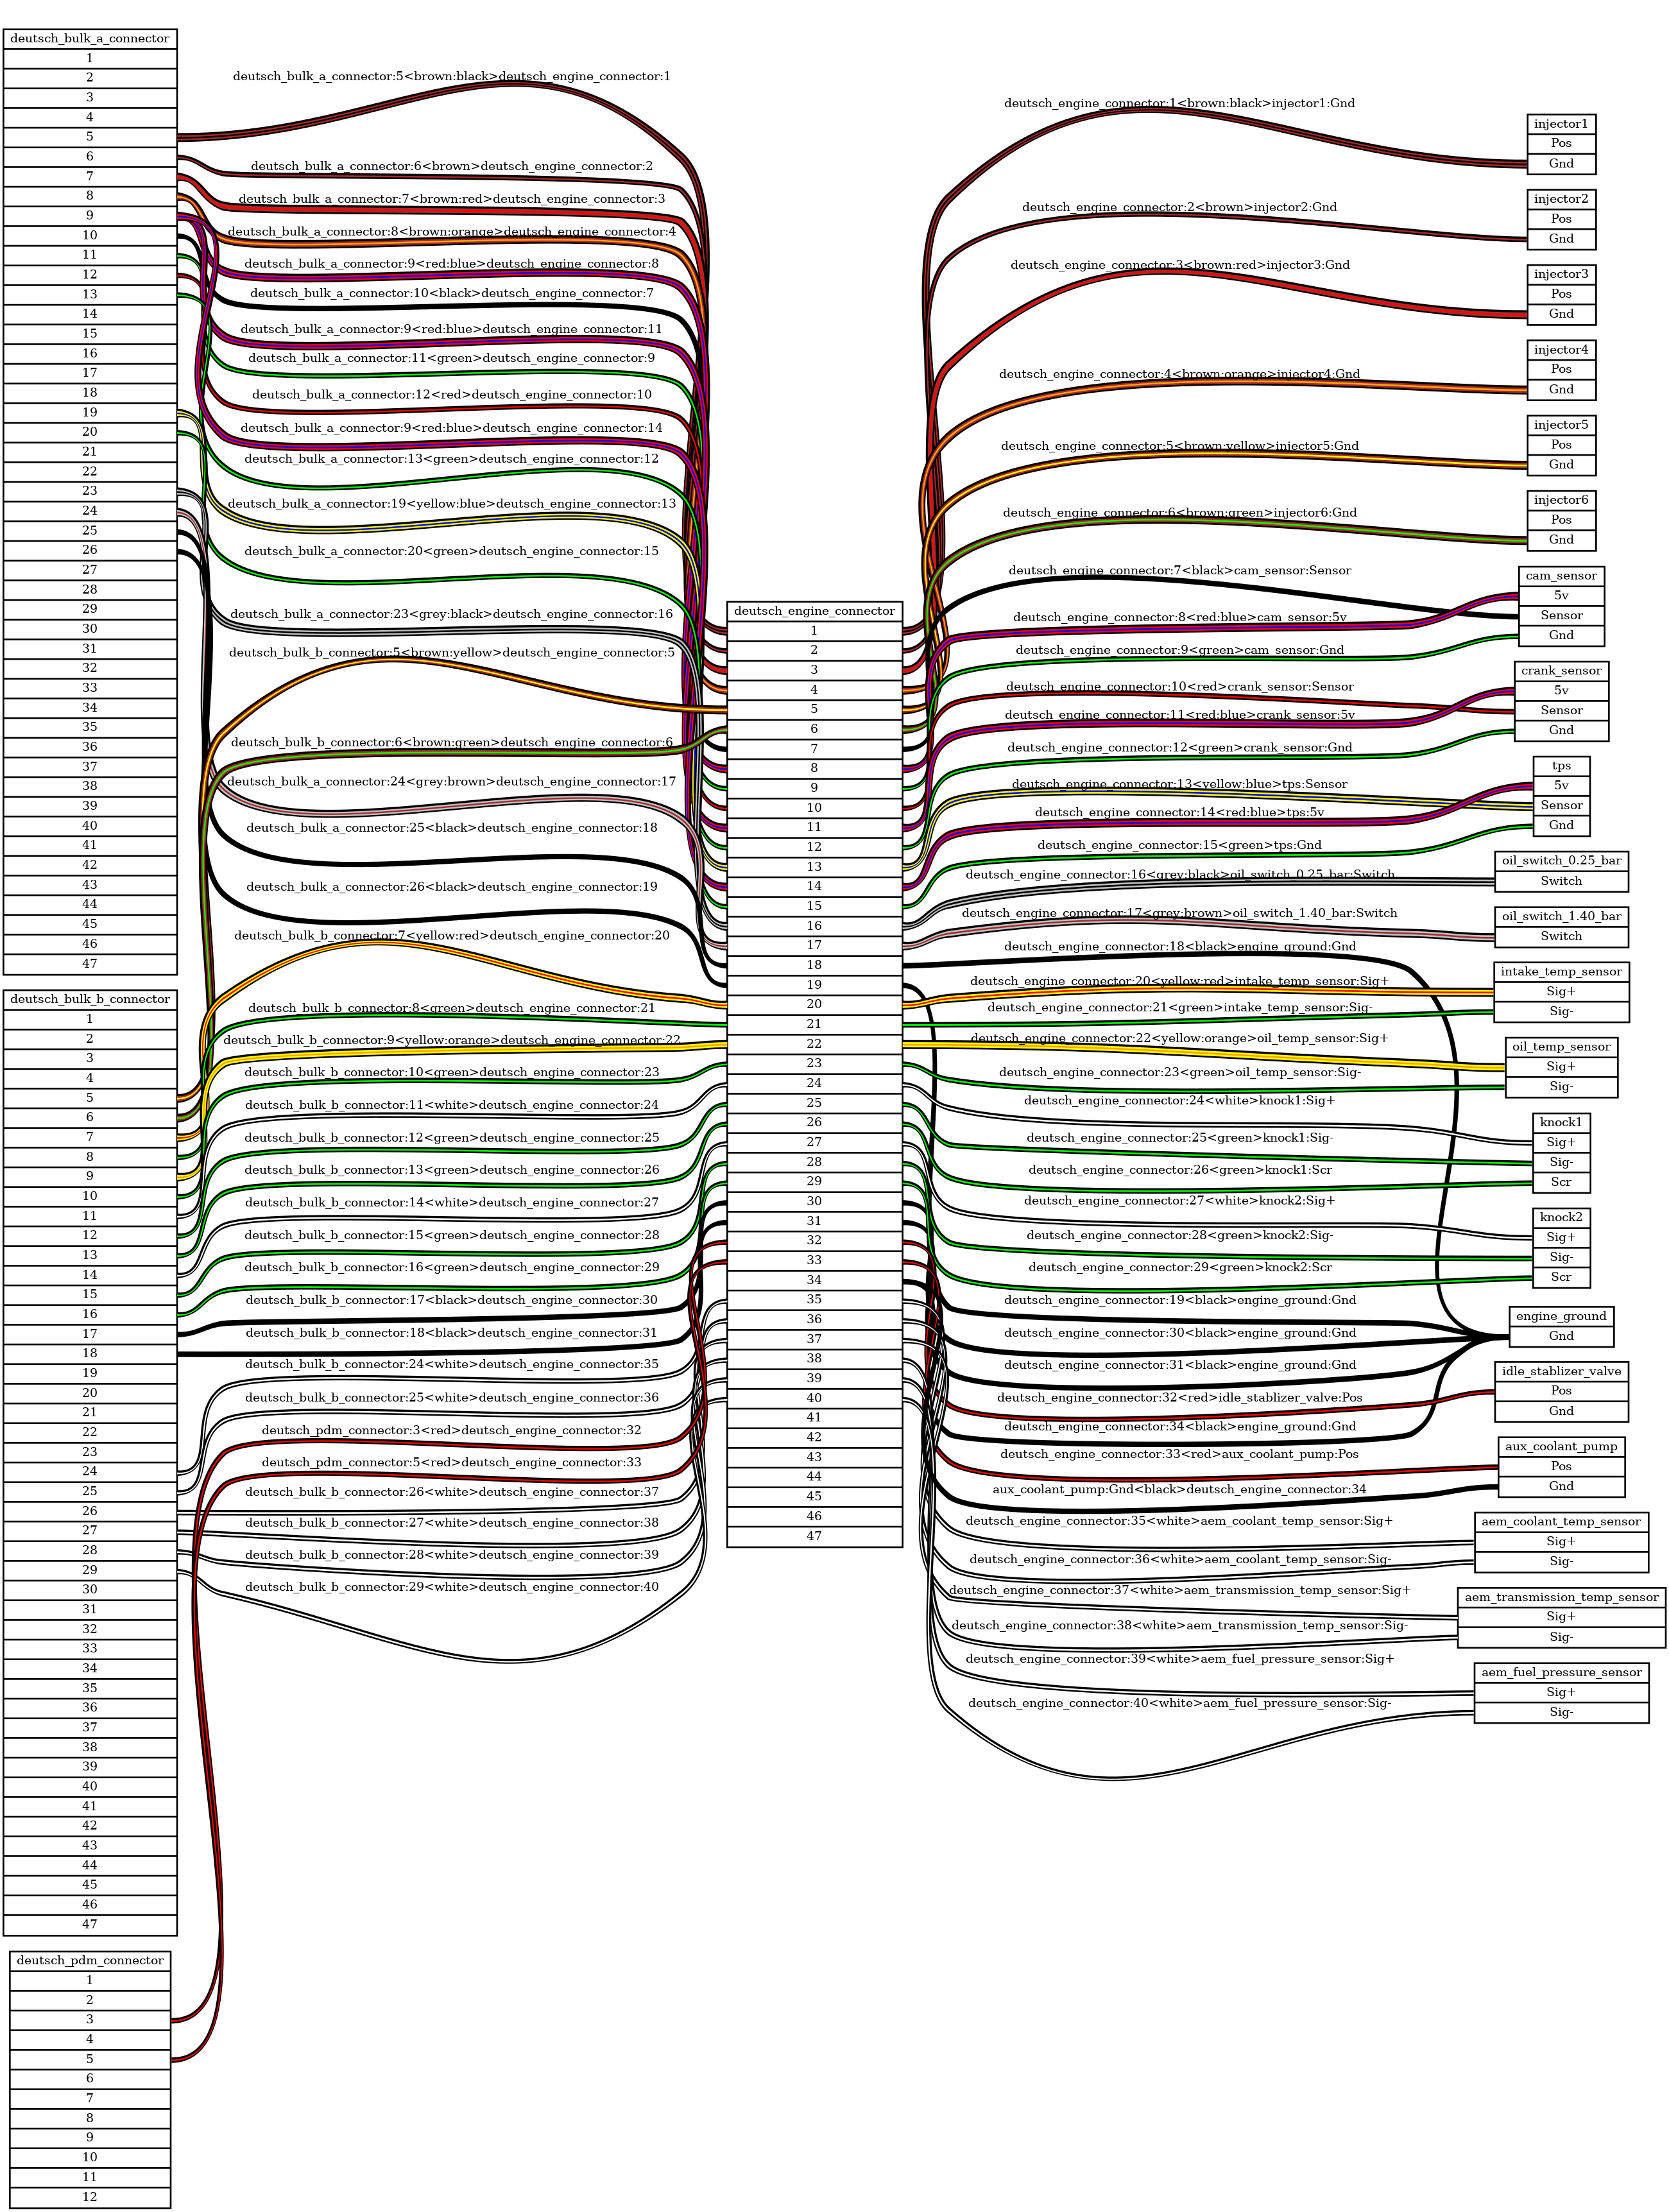 deutsch_bulk_a_connector
1
2
3
4
5
6
7
8
9
10
11
12
13
14
15
16
17
18
19
20
21
22
23
24
25
26
27
28
29
30
31
32
33
34
35
36
37
38
39
40
41
42
43
44
45
46
47
deutsch_bulk_b_connector
1
2
3
4
5
6
7
8
9
10
11
12
13
14
15
16
17
18
19
20
21
22
23
24
25
26
27
28
29
30
31
32
33
34
35
36
37
38
39
40
41
42
43
44
45
46
47
deutsch_pdm_connector
1
2
3
4
5
6
7
8
9
10
11
12
deutsch_bulk_a_connector:5<brown:black>deutsch_engine_connector:1
deutsch_bulk_a_connector:6<brown>deutsch_engine_connector:2
deutsch_bulk_a_connector:7<brown:red>deutsch_engine_connector:3
deutsch_bulk_a_connector:8<brown:orange>deutsch_engine_connector:4
deutsch_bulk_a_connector:9<red:blue>deutsch_engine_connector:8
deutsch_bulk_a_connector:10<black>deutsch_engine_connector:7
deutsch_bulk_a_connector:9<red:blue>deutsch_engine_connector:11
deutsch_bulk_a_connector:11<green>deutsch_engine_connector:9
deutsch_bulk_a_connector:12<red>deutsch_engine_connector:10
deutsch_bulk_a_connector:9<red:blue>deutsch_engine_connector:14
deutsch_bulk_a_connector:13<green>deutsch_engine_connector:12
deutsch_bulk_a_connector:19<yellow:blue>deutsch_engine_connector:13
deutsch_bulk_a_connector:20<green>deutsch_engine_connector:15
deutsch_bulk_a_connector:23<grey:black>deutsch_engine_connector:16
deutsch_bulk_b_connector:5<brown:yellow>deutsch_engine_connector:5
deutsch_bulk_b_connector:6<brown:green>deutsch_engine_connector:6
deutsch_bulk_a_connector:24<grey:brown>deutsch_engine_connector:17
deutsch_bulk_a_connector:25<black>deutsch_engine_connector:18
deutsch_bulk_a_connector:26<black>deutsch_engine_connector:19
deutsch_bulk_b_connector:7<yellow:red>deutsch_engine_connector:20
deutsch_bulk_b_connector:8<green>deutsch_engine_connector:21
deutsch_bulk_b_connector:9<yellow:orange>deutsch_engine_connector:22
deutsch_bulk_b_connector:10<green>deutsch_engine_connector:23
deutsch_bulk_b_connector:11<white>deutsch_engine_connector:24
deutsch_bulk_b_connector:12<green>deutsch_engine_connector:25
deutsch_bulk_b_connector:13<green>deutsch_engine_connector:26
deutsch_bulk_b_connector:14<white>deutsch_engine_connector:27
deutsch_bulk_b_connector:15<green>deutsch_engine_connector:28
deutsch_bulk_b_connector:16<green>deutsch_engine_connector:29
deutsch_bulk_b_connector:17<black>deutsch_engine_connector:30
deutsch_bulk_b_connector:18<black>deutsch_engine_connector:31
deutsch_bulk_b_connector:24<white>deutsch_engine_connector:35
deutsch_bulk_b_connector:25<white>deutsch_engine_connector:36
deutsch_pdm_connector:3<red>deutsch_engine_connector:32
deutsch_pdm_connector:5<red>deutsch_engine_connector:33
deutsch_bulk_b_connector:26<white>deutsch_engine_connector:37
deutsch_bulk_b_connector:27<white>deutsch_engine_connector:38
deutsch_bulk_b_connector:28<white>deutsch_engine_connector:39
deutsch_bulk_b_connector:29<white>deutsch_engine_connector:40
deutsch_engine_connector
1
2
3
4
5
6
7
8
9
10
11
12
13
14
15
16
17
18
19
20
21
22
23
24
25
26
27
28
29
30
31
32
33
34
35
36
37
38
39
40
41
42
43
44
45
46
47
deutsch_engine_connector:1<brown:black>injector1:Gnd
deutsch_engine_connector:2<brown>injector2:Gnd
deutsch_engine_connector:3<brown:red>injector3:Gnd
deutsch_engine_connector:4<brown:orange>injector4:Gnd
deutsch_engine_connector:5<brown:yellow>injector5:Gnd
deutsch_engine_connector:6<brown:green>injector6:Gnd
deutsch_engine_connector:7<black>cam_sensor:Sensor
deutsch_engine_connector:8<red:blue>cam_sensor:5v
deutsch_engine_connector:9<green>cam_sensor:Gnd
deutsch_engine_connector:10<red>crank_sensor:Sensor
deutsch_engine_connector:11<red:blue>crank_sensor:5v
deutsch_engine_connector:12<green>crank_sensor:Gnd
deutsch_engine_connector:13<yellow:blue>tps:Sensor
deutsch_engine_connector:14<red:blue>tps:5v
deutsch_engine_connector:15<green>tps:Gnd
deutsch_engine_connector:16<grey:black>oil_switch_0.25_bar:Switch
deutsch_engine_connector:17<grey:brown>oil_switch_1.40_bar:Switch
deutsch_engine_connector:18<black>engine_ground:Gnd
deutsch_engine_connector:20<yellow:red>intake_temp_sensor:Sig+
deutsch_engine_connector:21<green>intake_temp_sensor:Sig-
deutsch_engine_connector:22<yellow:orange>oil_temp_sensor:Sig+
deutsch_engine_connector:23<green>oil_temp_sensor:Sig-
deutsch_engine_connector:24<white>knock1:Sig+
deutsch_engine_connector:25<green>knock1:Sig-
deutsch_engine_connector:26<green>knock1:Scr
deutsch_engine_connector:27<white>knock2:Sig+
deutsch_engine_connector:28<green>knock2:Sig-
deutsch_engine_connector:29<green>knock2:Scr
deutsch_engine_connector:19<black>engine_ground:Gnd
deutsch_engine_connector:30<black>engine_ground:Gnd
deutsch_engine_connector:31<black>engine_ground:Gnd
deutsch_engine_connector:32<red>idle_stablizer_valve:Pos
deutsch_engine_connector:34<black>engine_ground:Gnd
deutsch_engine_connector:33<red>aux_coolant_pump:Pos
aux_coolant_pump:Gnd<black>deutsch_engine_connector:34
deutsch_engine_connector:35<white>aem_coolant_temp_sensor:Sig+
deutsch_engine_connector:36<white>aem_coolant_temp_sensor:Sig-
deutsch_engine_connector:37<white>aem_transmission_temp_sensor:Sig+
deutsch_engine_connector:38<white>aem_transmission_temp_sensor:Sig-
deutsch_engine_connector:39<white>aem_fuel_pressure_sensor:Sig+
deutsch_engine_connector:40<white>aem_fuel_pressure_sensor:Sig-
injector1
Pos
Gnd
injector2
Pos
Gnd
injector3
Pos
Gnd
injector4
Pos
Gnd
injector5
Pos
Gnd
injector6
Pos
Gnd
cam_sensor
5v
Sensor
Gnd
crank_sensor
5v
Sensor
Gnd
tps
5v
Sensor
Gnd
oil_switch_0.25_bar
Switch
oil_switch_1.40_bar
Switch
intake_temp_sensor
Sig+
Sig-
oil_temp_sensor
Sig+
Sig-
knock1
Sig+
Sig-
Scr
knock2
Sig+
Sig-
Scr
engine_ground
Gnd
idle_stablizer_valve
Pos
Gnd
aux_coolant_pump
Pos
Gnd
aem_coolant_temp_sensor
Sig+
Sig-
aem_transmission_temp_sensor
Sig+
Sig-
aem_fuel_pressure_sensor
Sig+
Sig-